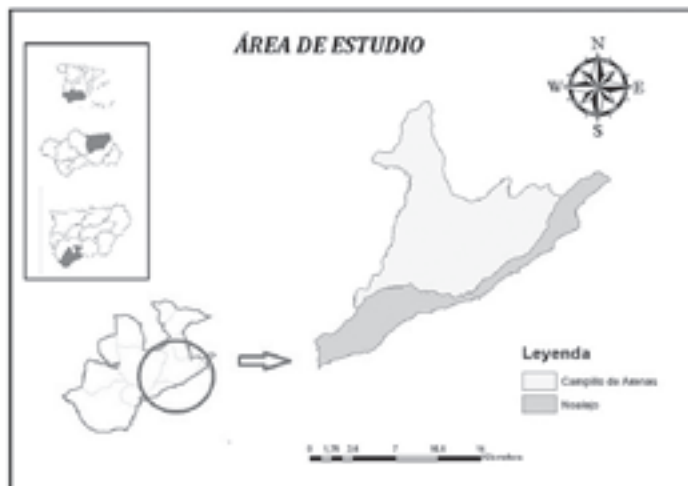 ÁREA DE ESTUDIO
N
W E
S
Leyenda
Campillo de Arenas
Noalejo
0 7